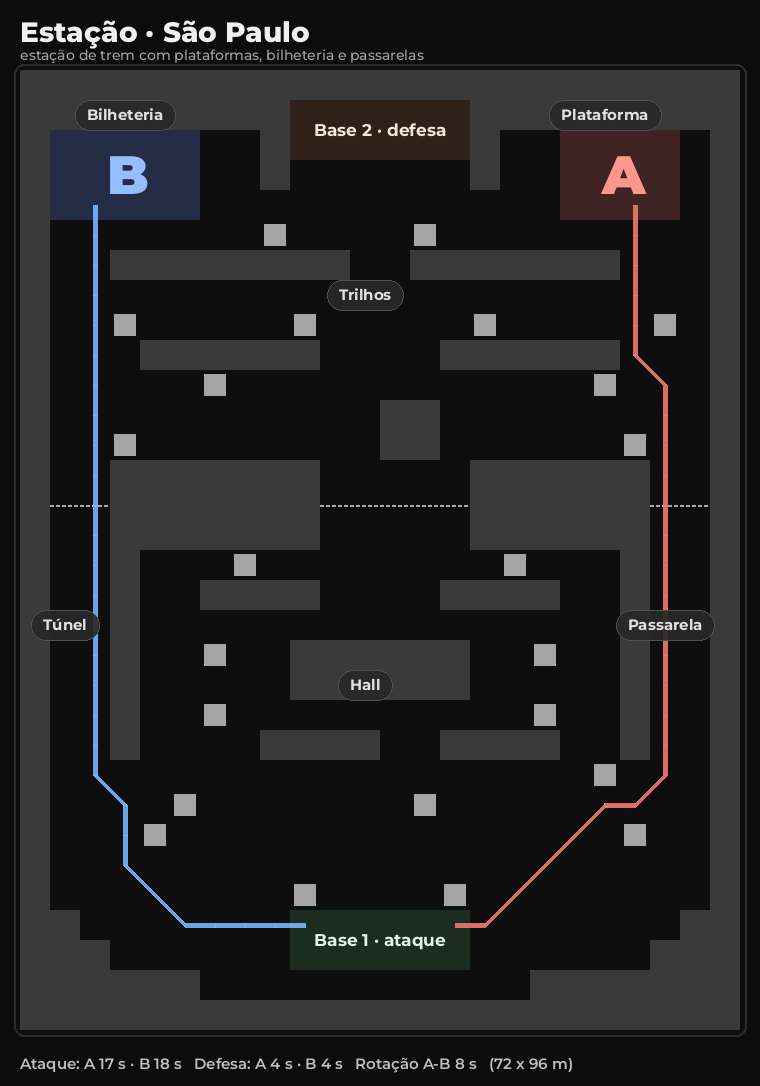 Estação · São Paulo
estação de trem com plataformas, bilheteria e passarelas
Bilheteria
Base 2 · defesa
Plataforma
B
A
Trilhos
Túnel
Passarela
Hall
Base 1 · ataque
Ataque: A 17 s · B 18 s   Defesa: A 4 s · B 4 s   Rotação A-B 8 s   (72 x 96 m)